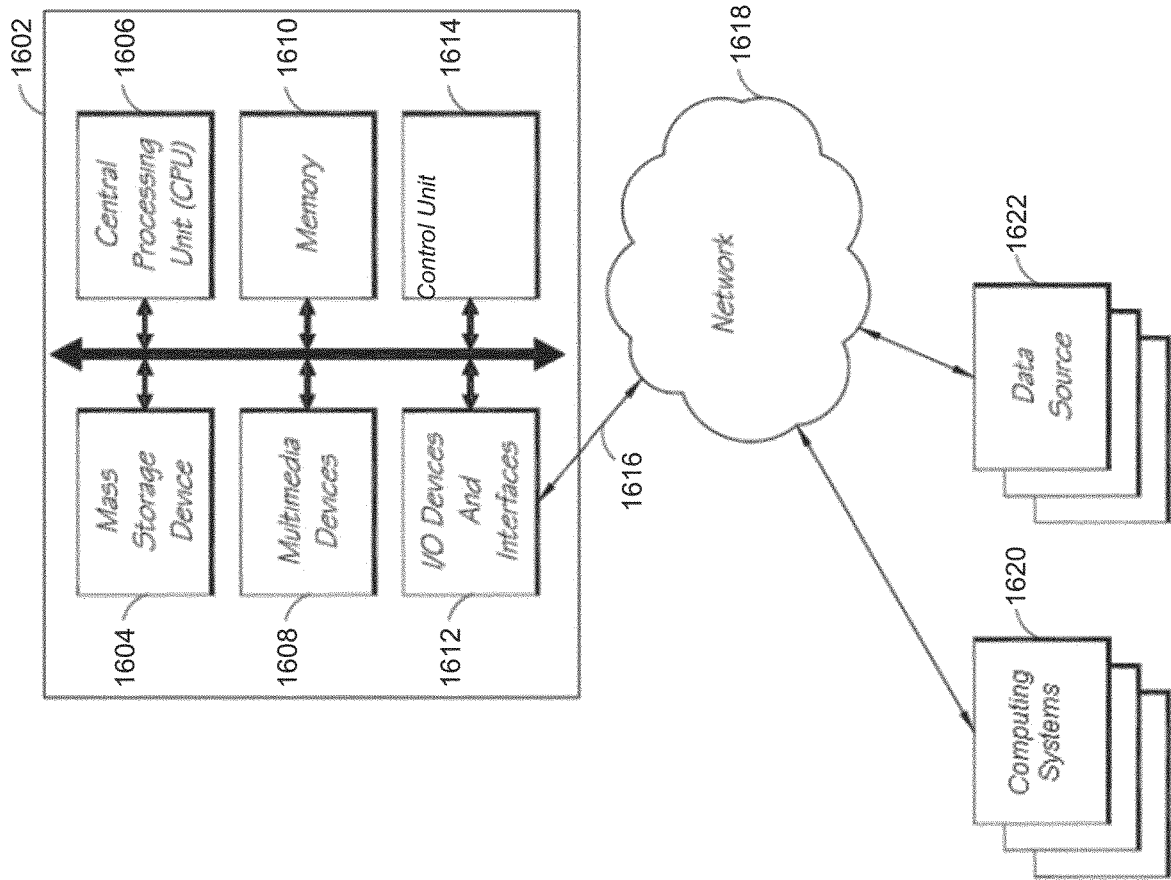 1602
1606
Central
Processing
Unit (CPU)
1610
Memory
1614
Control Unit
1604
Mass
Storage
Device
1608
Multimedia
Devices
1612
I/O Devices
And
Interfaces
1616
1618
Network
1620
Computing
Systems
1622
Data
Source